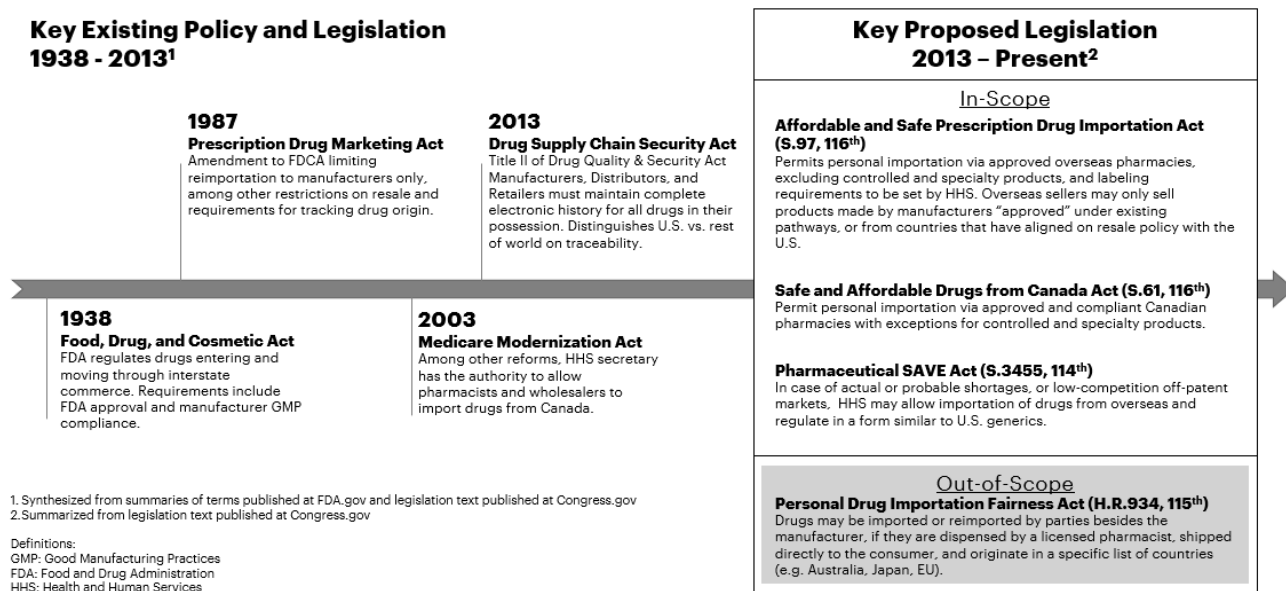 Key Existing Policy and Legislation
1938 - 2013¹
1987
Prescription Drug Marketing Act
Amendment to FDCA limiting
reimportation to manufacturers only,
among other restrictions on resale and
requirements for tracking drug origin.
2013
Drug Supply Chain Security Act
Title II of Drug Quality & Security Act
Manufacturers, Distributors, and
Retailers must maintain complete
electronic history for all drugs in their
possession. Distinguishes U.S. vs. rest
of world on traceability.
1938
Food, Drug, and Cosmetic Act
FDA regulates drugs entering and
moving through interstate
commerce. Requirements include
FDA approval and manufacturer GMP
compliance.
2003
Medicare Modernization Act
Among other reforms, HHS secretary
has the authority to allow
pharmacists and wholesalers to
import drugs from Canada.
Key Proposed Legislation
2013 – Present²
In-Scope
Affordable and Safe Prescription Drug Importation Act
(S.97, 116th)
Permits personal importation via approved overseas pharmacies,
excluding controlled and specialty products, and labeling
requirements to be set by HHS. Overseas sellers may only sell
products made by manufacturers “approved” under existing
pathways, or from countries that have aligned on resale policy with the
U.S.
Safe and Affordable Drugs from Canada Act (S.61, 116th)
Permit personal importation via approved and compliant Canadian
pharmacies with exceptions for controlled and specialty products.
Pharmaceutical SAVE Act (S.3455, 114th)
In case of actual or probable shortages, or low-competition off-patent
markets, HHS may allow importation of drugs from overseas and
regulate in a form similar to U.S. generics.
Out-of-Scope
Personal Drug Importation Fairness Act (H.R.934, 115th)
Drugs may be imported or reimported by parties besides the
manufacturer, if they are dispensed by a licensed pharmacist, shipped
directly to the consumer, and originate in a specific list of countries
(e.g. Australia, Japan, EU).
1. Synthesized from summaries of terms published at FDA.gov and legislation text published at Congress.gov
2.Summarized from legislation text published at Congress.gov
Definitions:
GMP: Good Manufacturing Practices
FDA: Food and Drug Administration
HHS: Health and Human Services